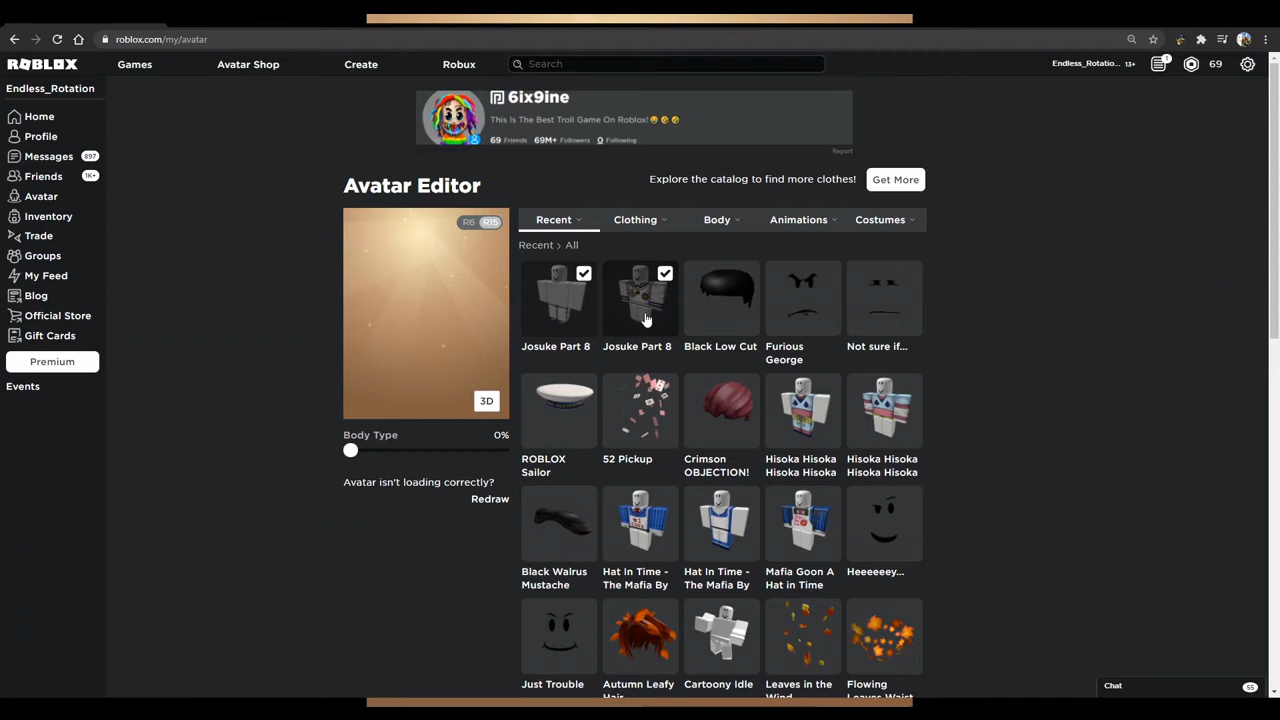 roblox.com/my/avatar
ROBLOX
Games
Avatar Shop
Create
Robux
Search
Endless_Rotatio...
13+
1
69
Endless_Rotation
Home
Profile
Messages
897
Friends
1K+
Avatar
Inventory
Trade
Groups
My Feed
Blog
Official Store
Gift Cards
Premium
Events
6ix9ine
This Is The Best Troll Game On Roblox!
69 Friends 69M+ Followers 0 Following
Report
Avatar Editor
Explore the catalog to find more clothes!
Get More
R6
R15
3D
Body Type
0%
Avatar isn't loading correctly?
Redraw
Recent
Clothing
Body
Animations
Costumes
Recent > All
Josuke Part 8
Josuke Part 8
Black Low Cut
Furious
George
Not sure if...
ROBLOX
Sailor
52 Pickup
Crimson
OBJECTION!
Hisoka Hisoka
Hisoka Hisoka
Hisoka Hisoka
Hisoka Hisoka
Black Walrus
Mustache
Hat In Time -
The Mafia By
Hat In Time -
The Mafia By
Mafia Goon A
Hat in Time
Heeeeeey...
Just Trouble
Autumn Leafy
Hair
Cartoony Idle
Leaves in the
Wind
Flowing
Leaves Waist
Chat
55